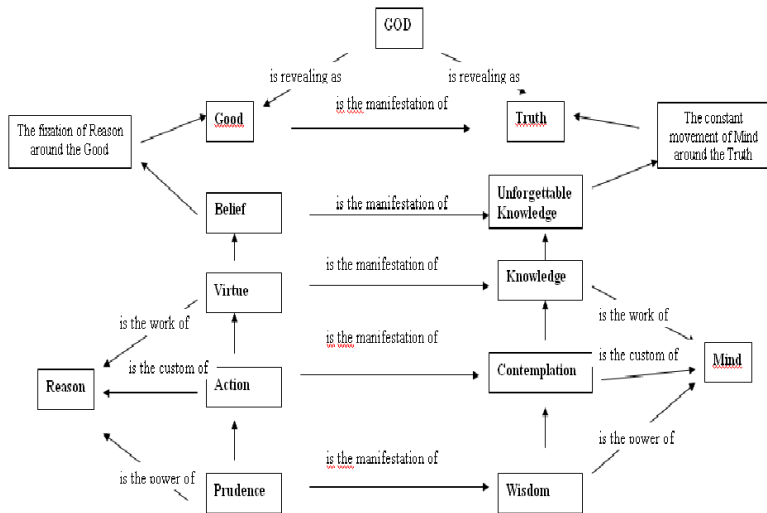 GOD
is revealing as
is revealing as
Good
is the manifestation of
Truth
The fixation of Reason
around the Good
The constant
movement of Mind
around the Truth
Belief
is the manifestation of
Unforgettable
Knowledge
Virtue
is the manifestation of
Knowledge
is the work of
is the work of
is the manifestation of
Reason
is the custom of
Action
Contemplation
is the custom of
Mind
is the power of
Prudence
is the manifestation of
Wisdom
is the power of